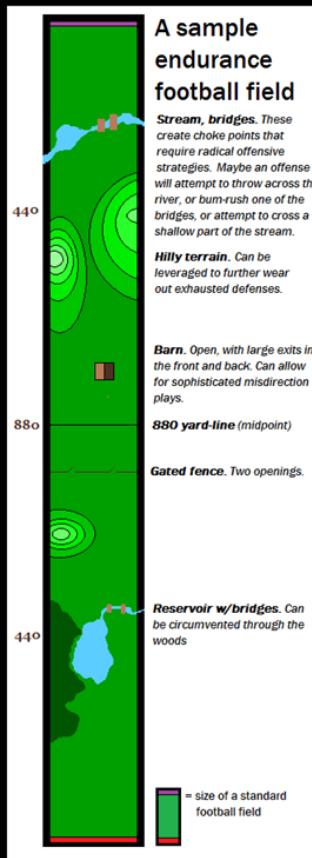 A sample
endurance
football field
Stream, bridges. These
create choke points that
require radical offensive
strategies. Maybe an offense
will attempt to throw across th
river, or bum-rush one of the
bridges, or attempt to cross a
shallow part of the stream.
440
Hilly terrain. Can be
leveraged to further wear
out exhausted defenses.
Barn. Open, with large exits in
the front and back. Can allow
for sophisticated misdirection
plays.
880
880 yard-line (midpoint)
Gated fence. Two openings.
Reservoir w/bridges. Can
be circumvented through the
woods
440
= size of a standard
football field